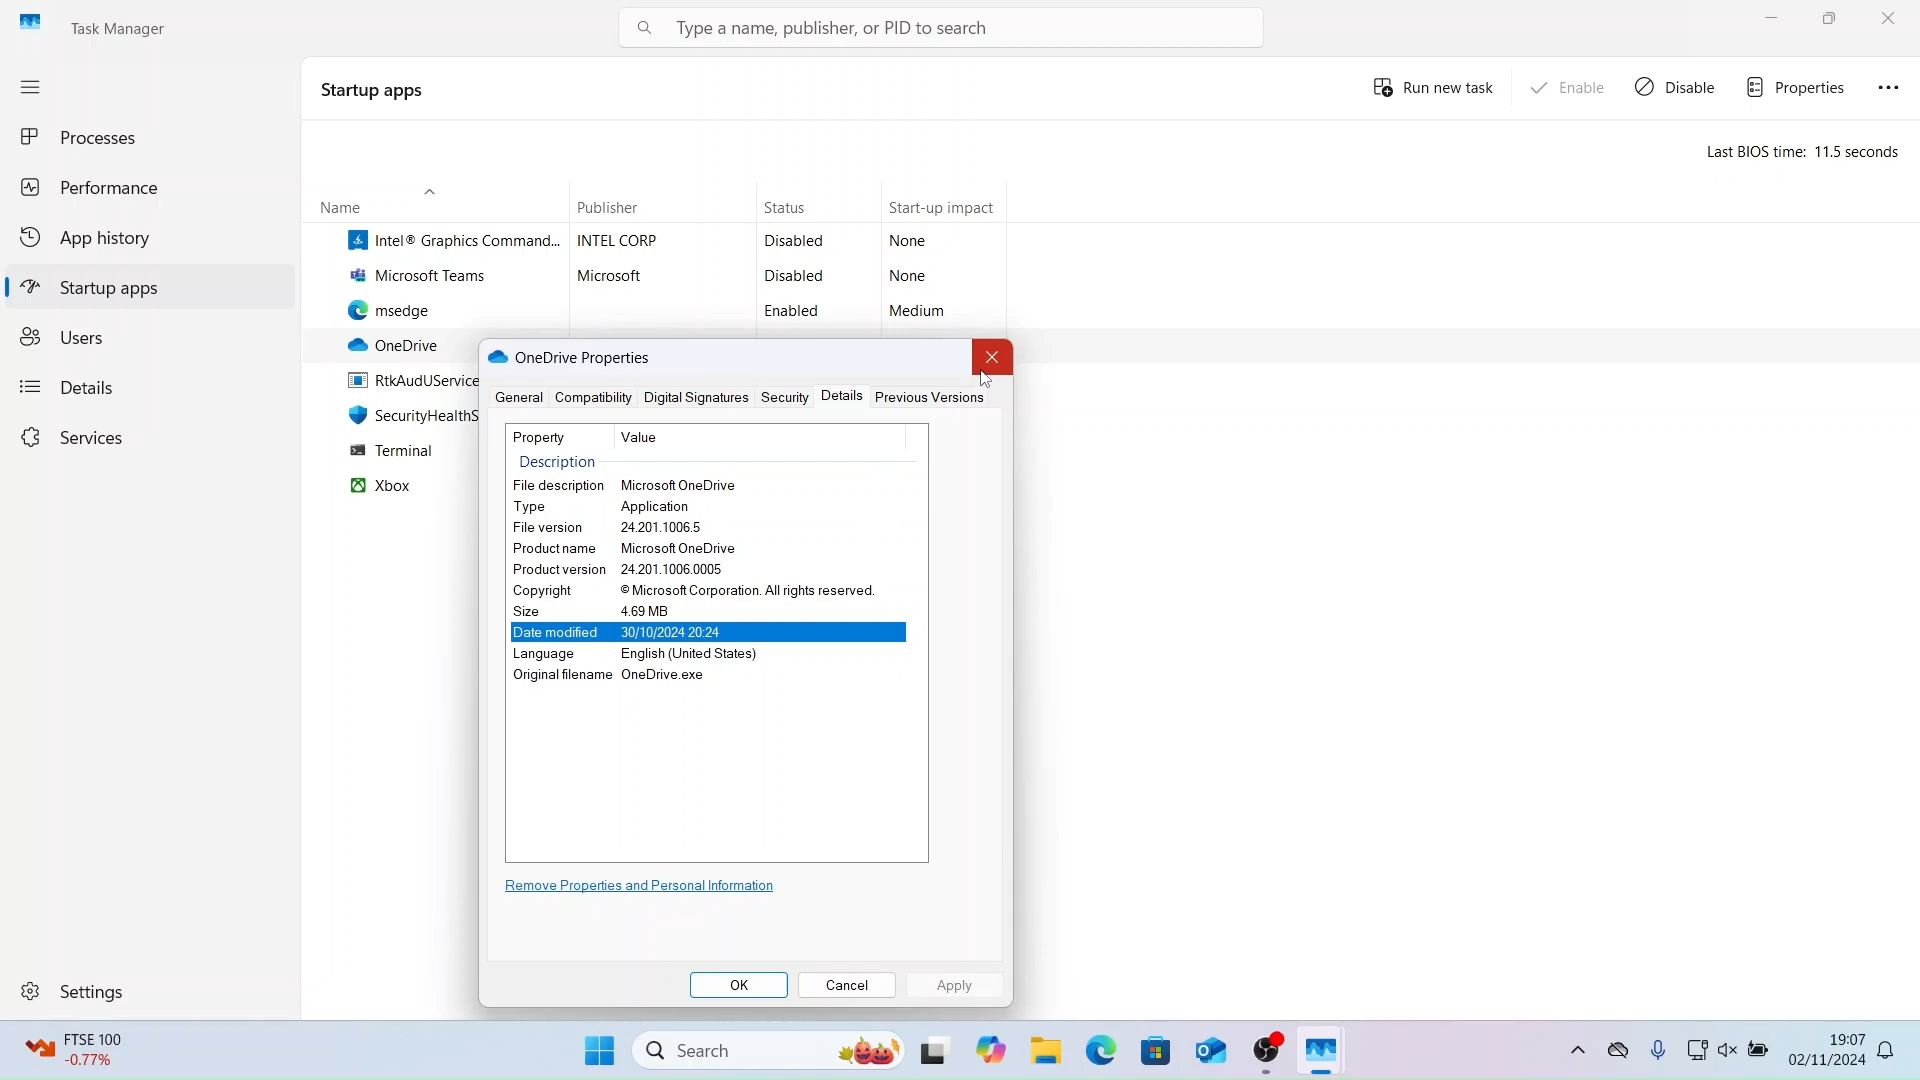 Task Manager
Type a name, publisher, or PID to search
Startup apps
Run new task
Enable
Disable
Properties
Last BIOS time: 11.5 seconds
Processes
Performance
App history
Startup apps
Users
Details
Services
Settings
Name Publisher Status Start-up impact
Intel® Graphics Command... INTEL CORP Disabled None
Microsoft Teams Microsoft Disabled None
msedge Enabled Medium
OneDrive
RtkAudUService
SecurityHealthS
Terminal
Xbox
OneDrive Properties
General Compatibility Digital Signatures Security Details Previous Versions
Property Value
Description
File description Microsoft OneDrive
Type Application
File version 24.201.1006.5
Product name Microsoft OneDrive
Product version 24.201.1006.0005
Copyright © Microsoft Corporation. All rights reserved.
Size 4.69 MB
Date modified 30/10/2024 20:24
Language English (United States)
Original filename OneDrive.exe
Remove Properties and Personal Information
OK Cancel Apply
FTSE 100
-0.77%
Search
19:07
02/11/2024